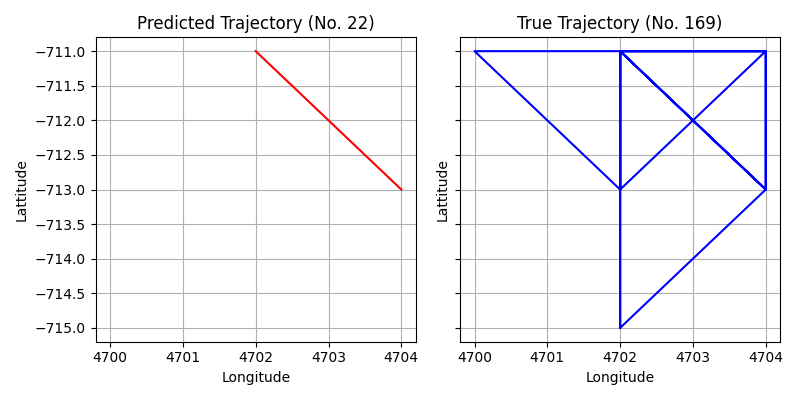 Predicted Trajectory (No. 22)
True Trajectory (No. 169)
Lattitude
−711.0
−711.5
−712.0
−712.5
−713.0
−713.5
−714.0
−714.5
−715.0
4700 4701 4702 4703 4704
Longitude
Lattitude
4700 4701 4702 4703 4704
Longitude